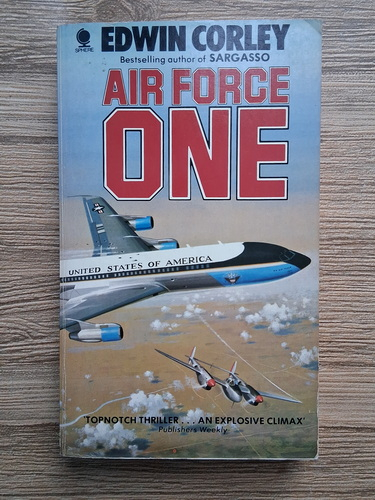 SPHERE
EDWIN CORLEY
Bestselling author of SARGASSO
AIR FORCE
ONE
UNITED STATES OF AMERICA
'TOPNOTCH THRILLER . . . AN EXPLOSIVE CLIMAX'
Publishers Weekly